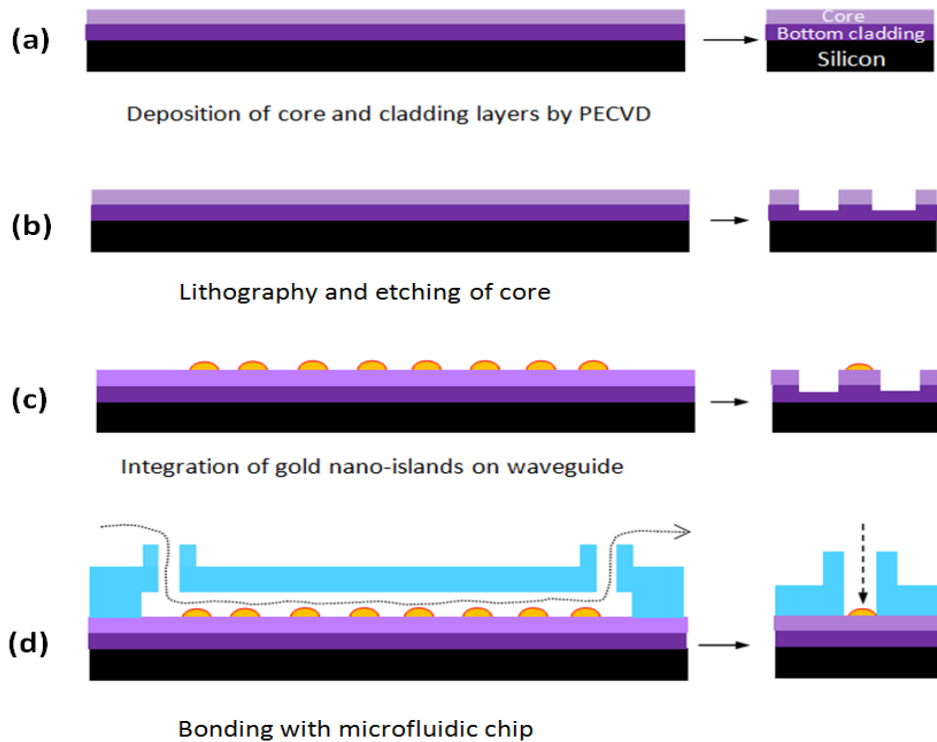 (a)
Core
Bottom cladding
Silicon
Deposition of core and cladding layers by PECVD
(b)
Lithography and etching of core
(c)
Integration of gold nano-islands on waveguide
(d)
Bonding with microfluidic chip